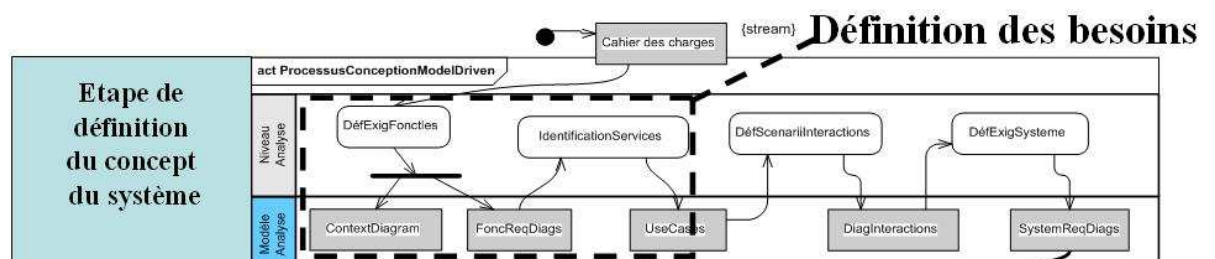 Cahier des charges
{stream}
Définition des besoins
act ProcessusConceptionModelDriven
Etape de
définition
du concept
du système
Niveau
Analyse
DéfExigFoncties
IdentificationServices
DéfScenariiInteractions
DéfExigSysteme
Modèle
Analyse
ContextDiagram
FoncReqDiags
UseCases
DiagInteractions
SystemReqDiags